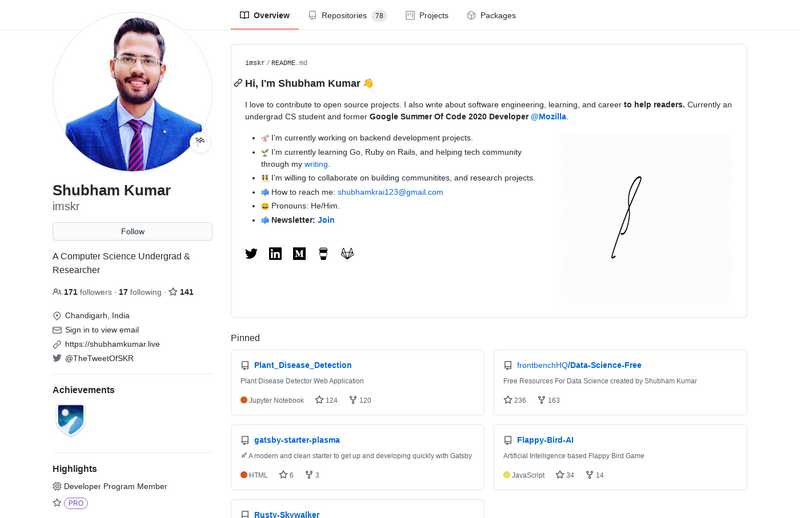 Overview
Repositories 78
Projects
Packages
Shubham Kumar
imskr
Follow
A Computer Science Undergrad &
Researcher
171 followers · 17 following · 141
Chandigarh, India
Sign in to view email
https://shubhamkumar.live
@TheTweetOfSKR
Achievements
Highlights
Developer Program Member
PRO
imskr / README.md
Hi, I'm Shubham Kumar 👋
I love to contribute to open source projects. I also write about software engineering, learning, and career to help readers. Currently an
undergrad CS student and former Google Summer Of Code 2020 Developer @Mozilla.
I'm currently working on backend development projects.
I'm currently learning Go, Ruby on Rails, and helping tech community
through my writing.
I'm willing to collaborate on building communitites, and research projects.
How to reach me: shubhamkrai123@gmail.com
Pronouns: He/Him.
Newsletter: Join
Pinned
Plant_Disease_Detection
Plant Disease Detector Web Application
Jupyter Notebook 124 120
frontbenchHQ/Data-Science-Free
Free Resources For Data Science created by Shubham Kumar
236 163
gatsby-starter-plasma
A modern and clean starter to get up and developing quickly with Gatsby
HTML 6 3
Flappy-Bird-AI
Artificial Intelligence based Flappy Bird Game
JavaScript 34 14
Rusty-Skywalker